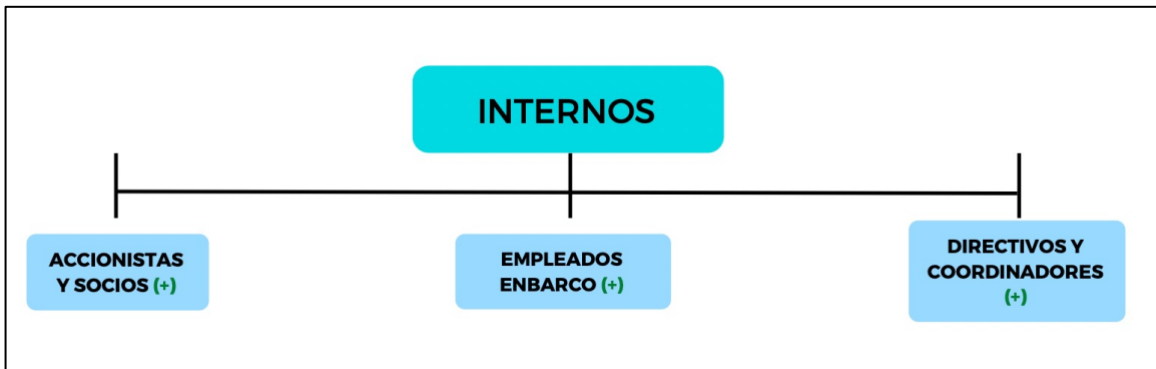 INTERNOS
ACCIONISTAS
Y SOCIOS (+)
EMPLEADOS
ENBARCO (+)
DIRECTIVOS Y
COORDINADORES
(+)